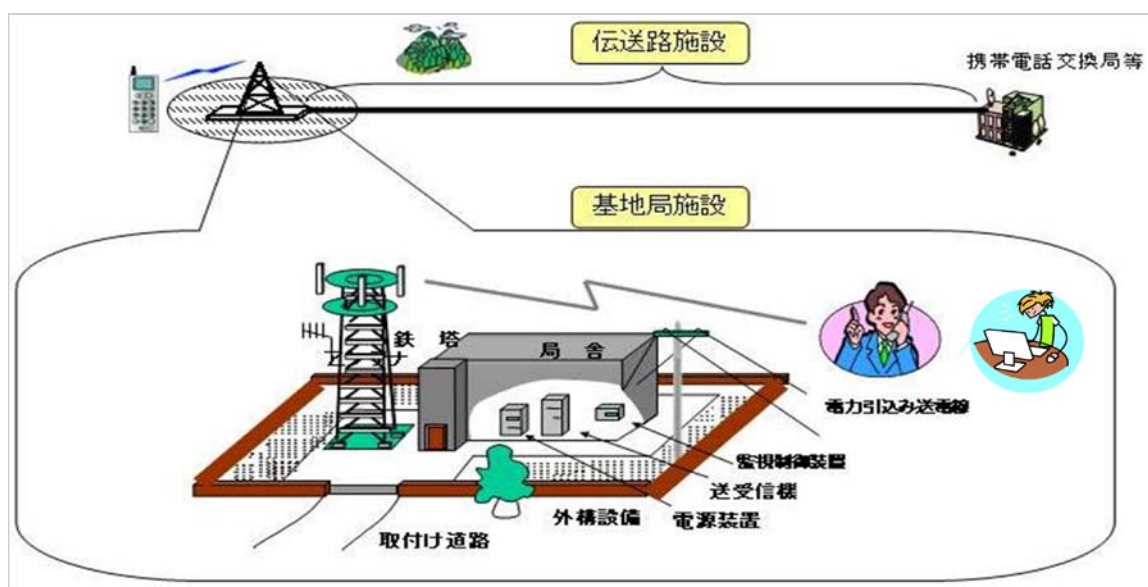 伝送路施設
携帯電話交換局等
基地局施設
鉄塔
アンテナ
局舎
電力引込み送電線
監視制御装置
送受信機
電源装置
外構設備
取付け道路